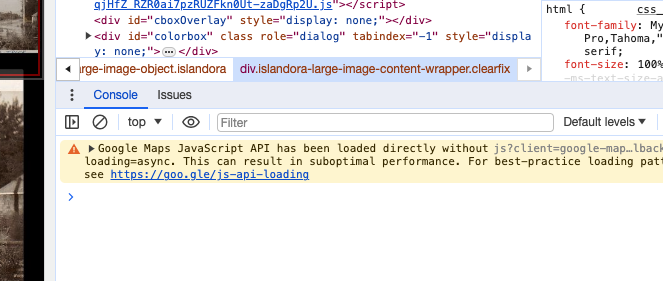 qjHfZ_RZR0ai7pzRUZFkn0Ut-zaDgRp2U.js"></script>
<div id="cboxOverlay" style="display: none;"></div>
<div id="colorbox" class role="dialog" tabindex="-1" style="displa
y: none;"> </div>
html {
css_
font-family: My
Pro,Tahoma,"
serif;
font-size: 100%
-ms-text-size-a
arge-image-object.islandora div.islandora-large-image-content-wrapper.clearfix
Console Issues
top Filter Default levels
Google Maps JavaScript API has been loaded directly without js?client=google-map…lback
loading=async. This can result in suboptimal performance. For best-practice loading patt
see https://goo.gle/js-api-loading